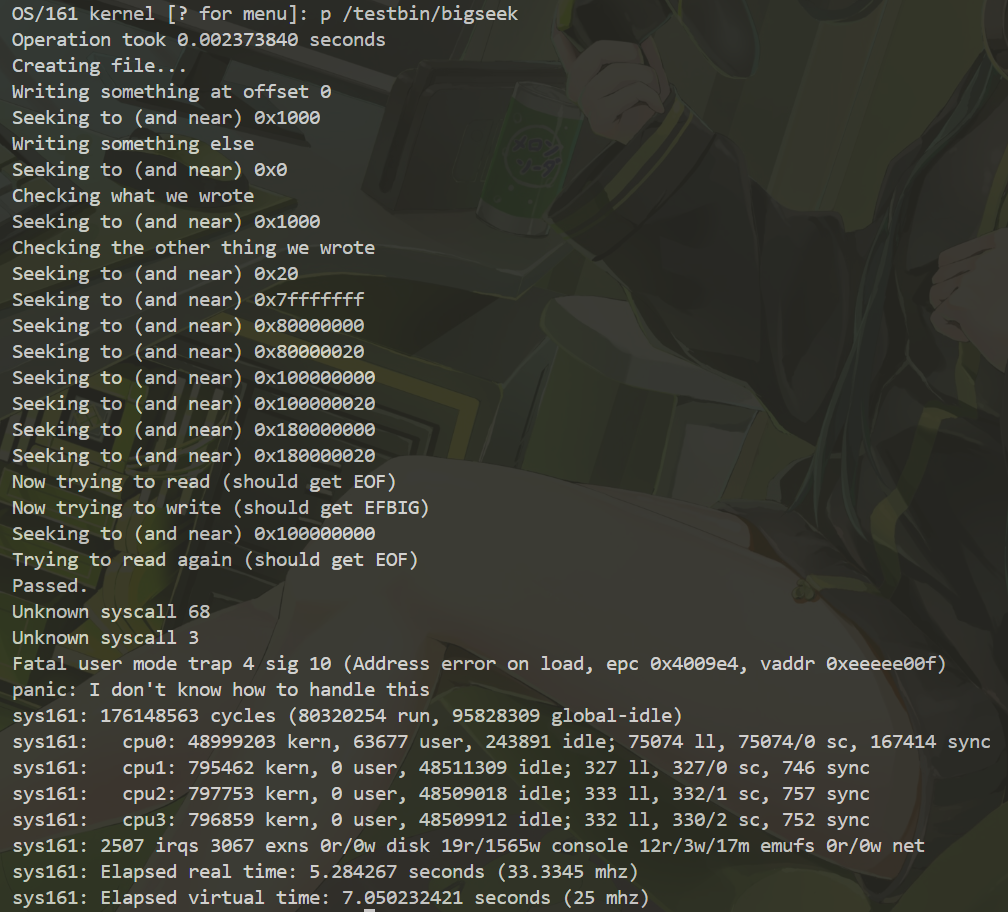 OS/161 kernel [? for menu]: p /testbin/bigseek
Operation took 0.002373840 seconds
Creating file...
Writing something at offset 0
Seeking to (and near) 0x1000
Writing something else
Seeking to (and near) 0x0
Checking what we wrote
Seeking to (and near) 0x1000
Checking the other thing we wrote
Seeking to (and near) 0x20
Seeking to (and near) 0x7fffffff
Seeking to (and near) 0x80000000
Seeking to (and near) 0x80000020
Seeking to (and near) 0x100000000
Seeking to (and near) 0x100000020
Seeking to (and near) 0x180000000
Seeking to (and near) 0x180000020
Now trying to read (should get EOF)
Now trying to write (should get EFBIG)
Seeking to (and near) 0x100000000
Trying to read again (should get EOF)
Passed.
Unknown syscall 68
Unknown syscall 3
Fatal user mode trap 4 sig 10 (Address error on load, epc 0x4009e4, vaddr 0xeeeee00f)
panic: I don't know how to handle this
sys161: 176148563 cycles (80320254 run, 95828309 global-idle)
sys161:   cpu0: 48999203 kern, 63677 user, 243891 idle; 75074 ll, 75074/0 sc, 167414 sync
sys161:   cpu1: 795462 kern, 0 user, 48511309 idle; 327 ll, 327/0 sc, 746 sync
sys161:   cpu2: 797753 kern, 0 user, 48509018 idle; 333 ll, 332/1 sc, 757 sync
sys161:   cpu3: 796859 kern, 0 user, 48509912 idle; 332 ll, 330/2 sc, 752 sync
sys161: 2507 irqs 3067 exns 0r/0w disk 19r/1565w console 12r/3w/17m emufs 0r/0w net
sys161: Elapsed real time: 5.284267 seconds (33.3345 mhz)
sys161: Elapsed virtual time: 7.050232421 seconds (25 mhz)